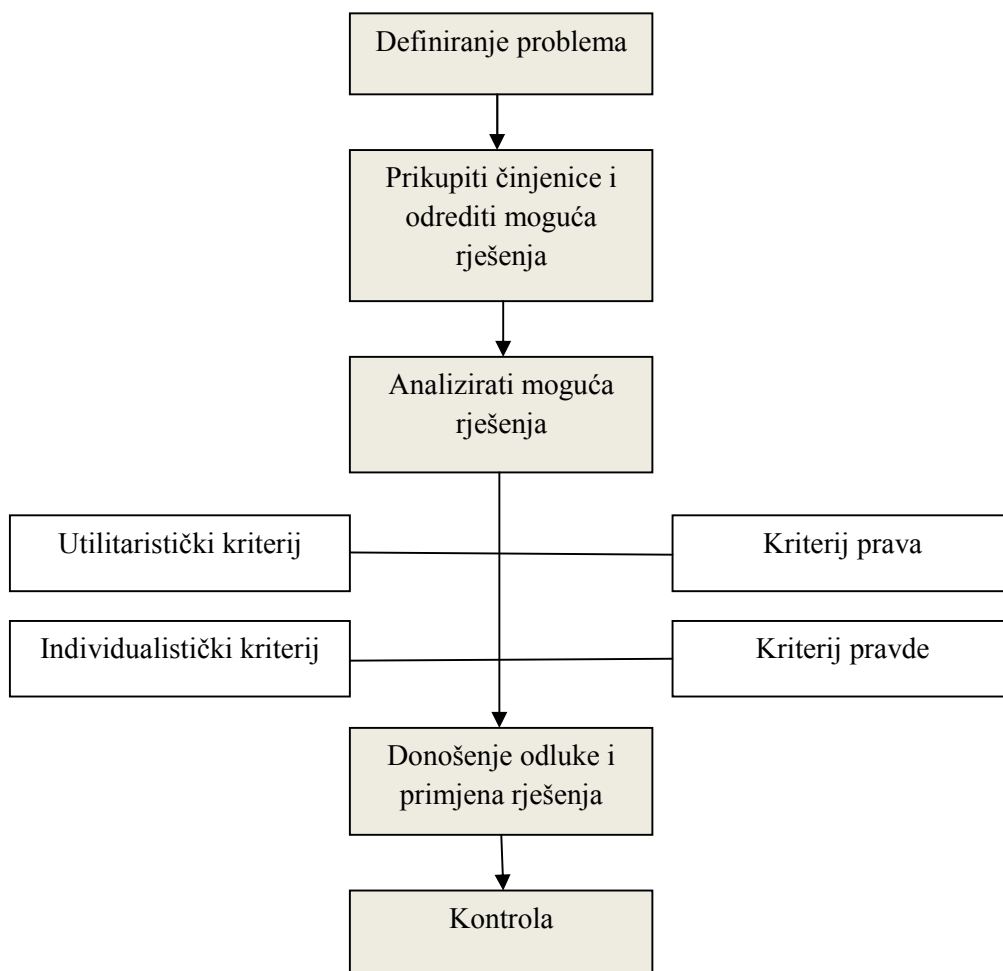 Definiranje problema
Prikupiti činjenice i
odrediti moguća
rješenja
Analizirati moguća
rješenja
Utilitaristički kriterij
Kriterij prava
Individualistički kriterij
Kriterij pravde
Donošenje odluke i
primjena rješenja
Kontrola